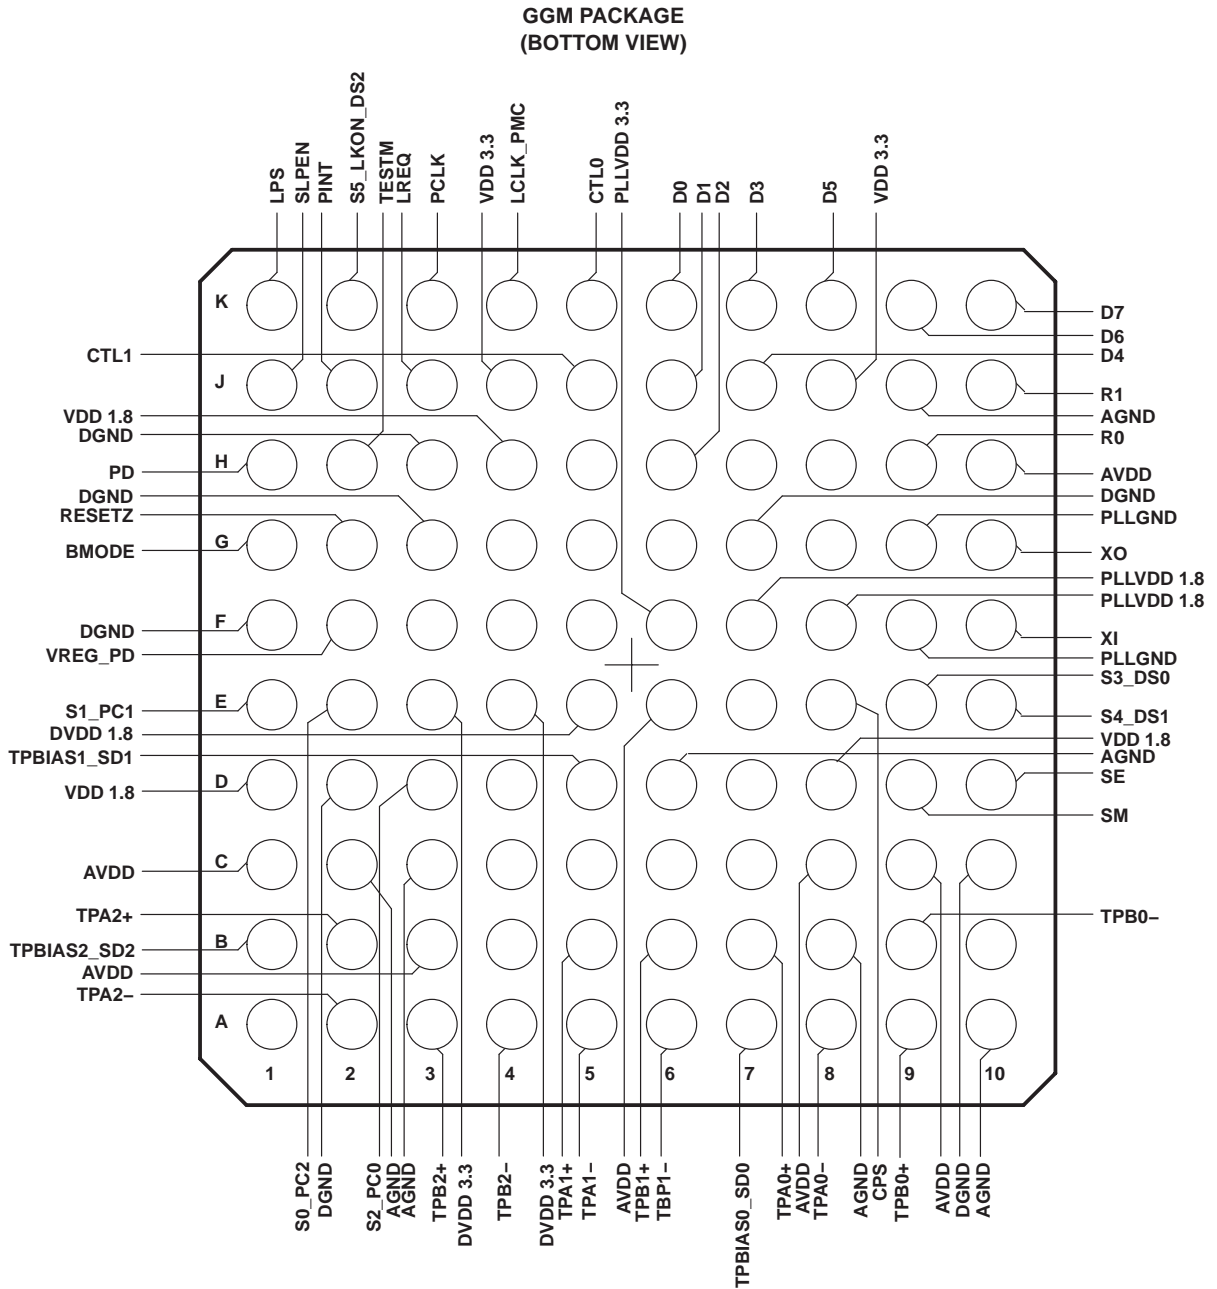 GGM PACKAGE
(BOTTOM VIEW)
LPS
SLPEN
PINT
S5_LKON_DS2
TESTM
LREQ
PCLK
VDD 3.3
LCLK_PMC
CTL0
PLLVDD 3.3
D0
D1
D2
D3
D5
VDD 3.3
K
D7
D6
CTL1
D4
J
R1
VDD 1.8
AGND
DGND
R0
PD
H
AVDD
DGND
DGND
RESETZ
PLLGND
BMODE
G
XO
PLLVDD 1.8
PLLVDD 1.8
DGND
F
XI
VREG_PD
PLLGND
S3_DS0
S1_PC1
E
S4_DS1
DVDD 1.8
VDD 1.8
TPBIAS1_SD1
AGND
VDD 1.8
D
SE
SM
AVDD
C
TPA2+
TPB0−
TPBIAS2_SD2
B
AVDD
TPA2−
A
1 2 3 4 5 6 7 8 9 10
S0_PC2
DGND
S2_PC0
AGND
AGND
TPB2+
DVDD 3.3
TPB2−
DVDD 3.3
TPA1+
TPA1−
AVDD
TPB1+
TBP1−
TPBIAS0_SD0
TPA0+
AVDD
TPA0−
AGND
CPS
TPB0+
AVDD
DGND
AGND